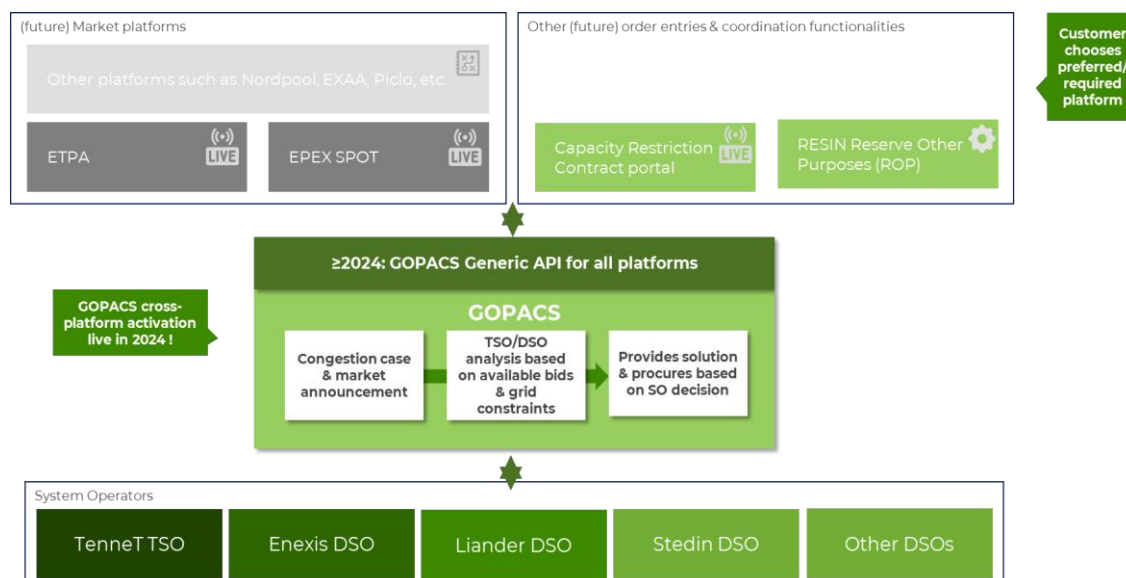 (future) Market platforms
Other platforms such as Nordpool, EXAA, Piclo, etc.
ETPA
LIVE
EPEX SPOT
LIVE
Other (future) order entries & coordination functionalities
Capacity Restriction
Contract portal
LIVE
RESIN Reserve Other
Purposes (ROP)
Customer
chooses
preferred/
required
platform
≥2024: GOPACS Generic API for all platforms
GOPACS cross-
platform activation
live in 2024 !
GOPACS
Congestion case
& market
announcement
TSO/DSO
analysis based
on available bids
& grid
constraints
Provides solution
& procures based
on SO decision
System Operators
TenneT TSO
Enexis DSO
Liander DSO
Stedin DSO
Other DSOs